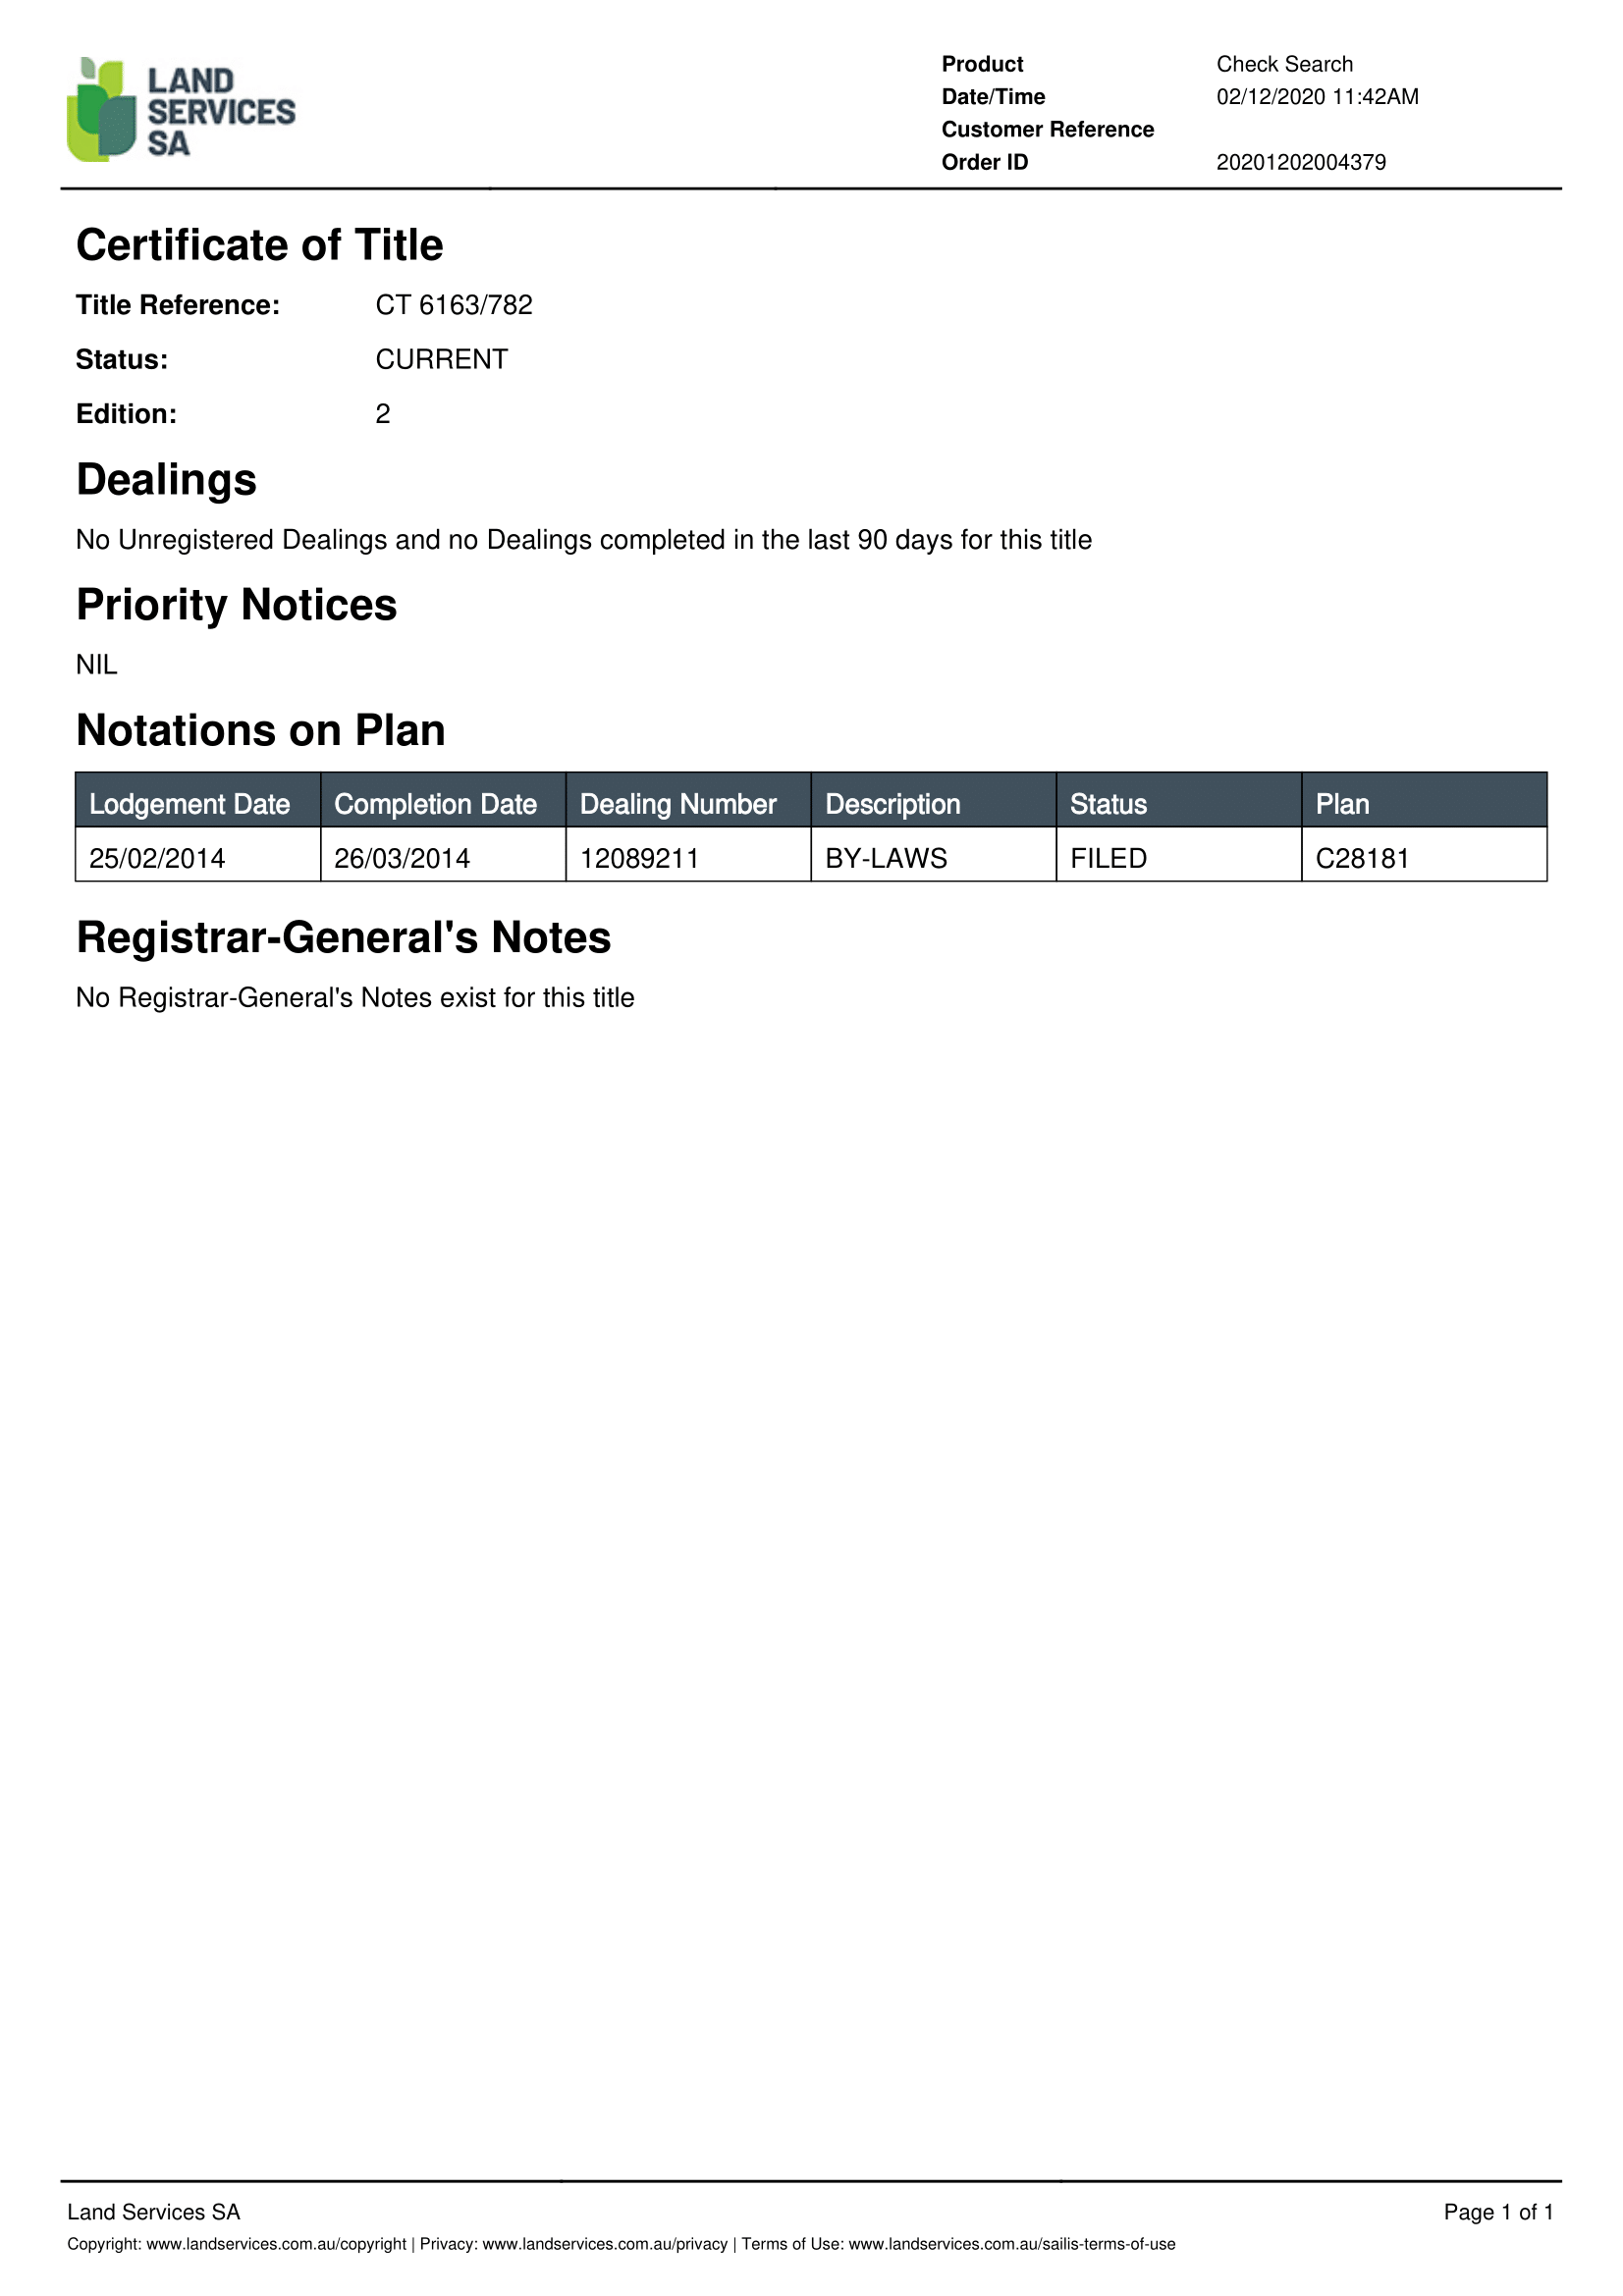 LAND
SERVICES
SA
Product Check Search
Date/Time 02/12/2020 11:42AM
Customer Reference
Order ID 20201202004379
Certificate of Title
Title Reference: CT 6163/782
Status: CURRENT
Edition: 2
Dealings
No Unregistered Dealings and no Dealings completed in the last 90 days for this title
Priority Notices
NIL
Notations on Plan
Lodgement Date Completion Date Dealing Number Description Status Plan
25/02/2014 26/03/2014 12089211 BY-LAWS FILED C28181
Registrar-General's Notes
No Registrar-General's Notes exist for this title
Land Services SA Page 1 of 1
Copyright: www.landservices.com.au/copyright | Privacy: www.landservices.com.au/privacy | Terms of Use: www.landservices.com.au/sailis-terms-of-use